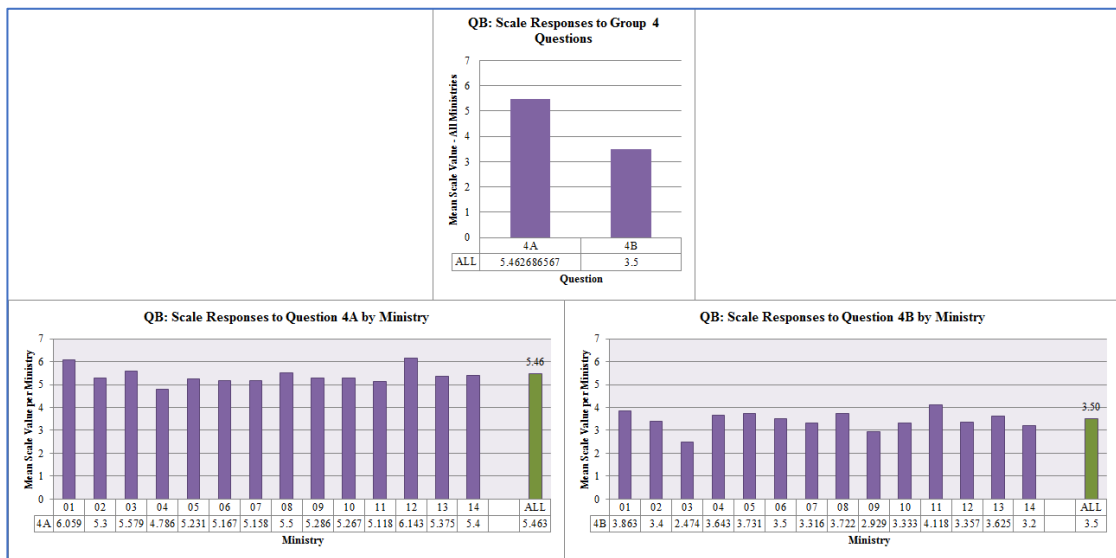 QB: Scale Responses to Group 4
Questions
Mean Scale Value - All Ministries
7
6
5
4
3
2
1
0
4A 4B
ALL 5.462686567 3.5
Question
QB: Scale Responses to Question 4A by Ministry
Mean Scale Value per Ministry
7
6
5
4
3
2
1
0
5.46
01 02 03 04 05 06 07 08 09 10 11 12 13 14 ALL
4A 6.059 5.3 5.579 4.786 5.231 5.167 5.158 5.5 5.286 5.267 5.118 6.143 5.375 5.4 5.463
Ministry
QB: Scale Responses to Question 4B by Ministry
Mean Scale Value per Ministry
7
6
5
4
3
2
1
0
3.50
01 02 03 04 05 06 07 08 09 10 11 12 13 14 ALL
4B 3.863 3.4 2.474 3.643 3.731 3.5 3.316 3.722 2.929 3.333 4.118 3.357 3.625 3.2 3.5
Ministry